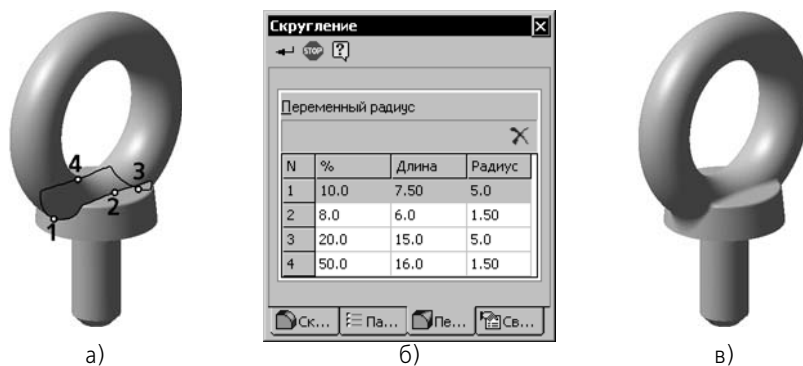 4
3
2
1
а)
Скругление
STOP
Переменный радиус
N % Длина Радиус
1 10.0 7.50 5.0
2 8.0 6.0 1.50
3 20.0 15.0 5.0
4 50.0 16.0 1.50
Ск... Па... Пе... Св...
б)
в)